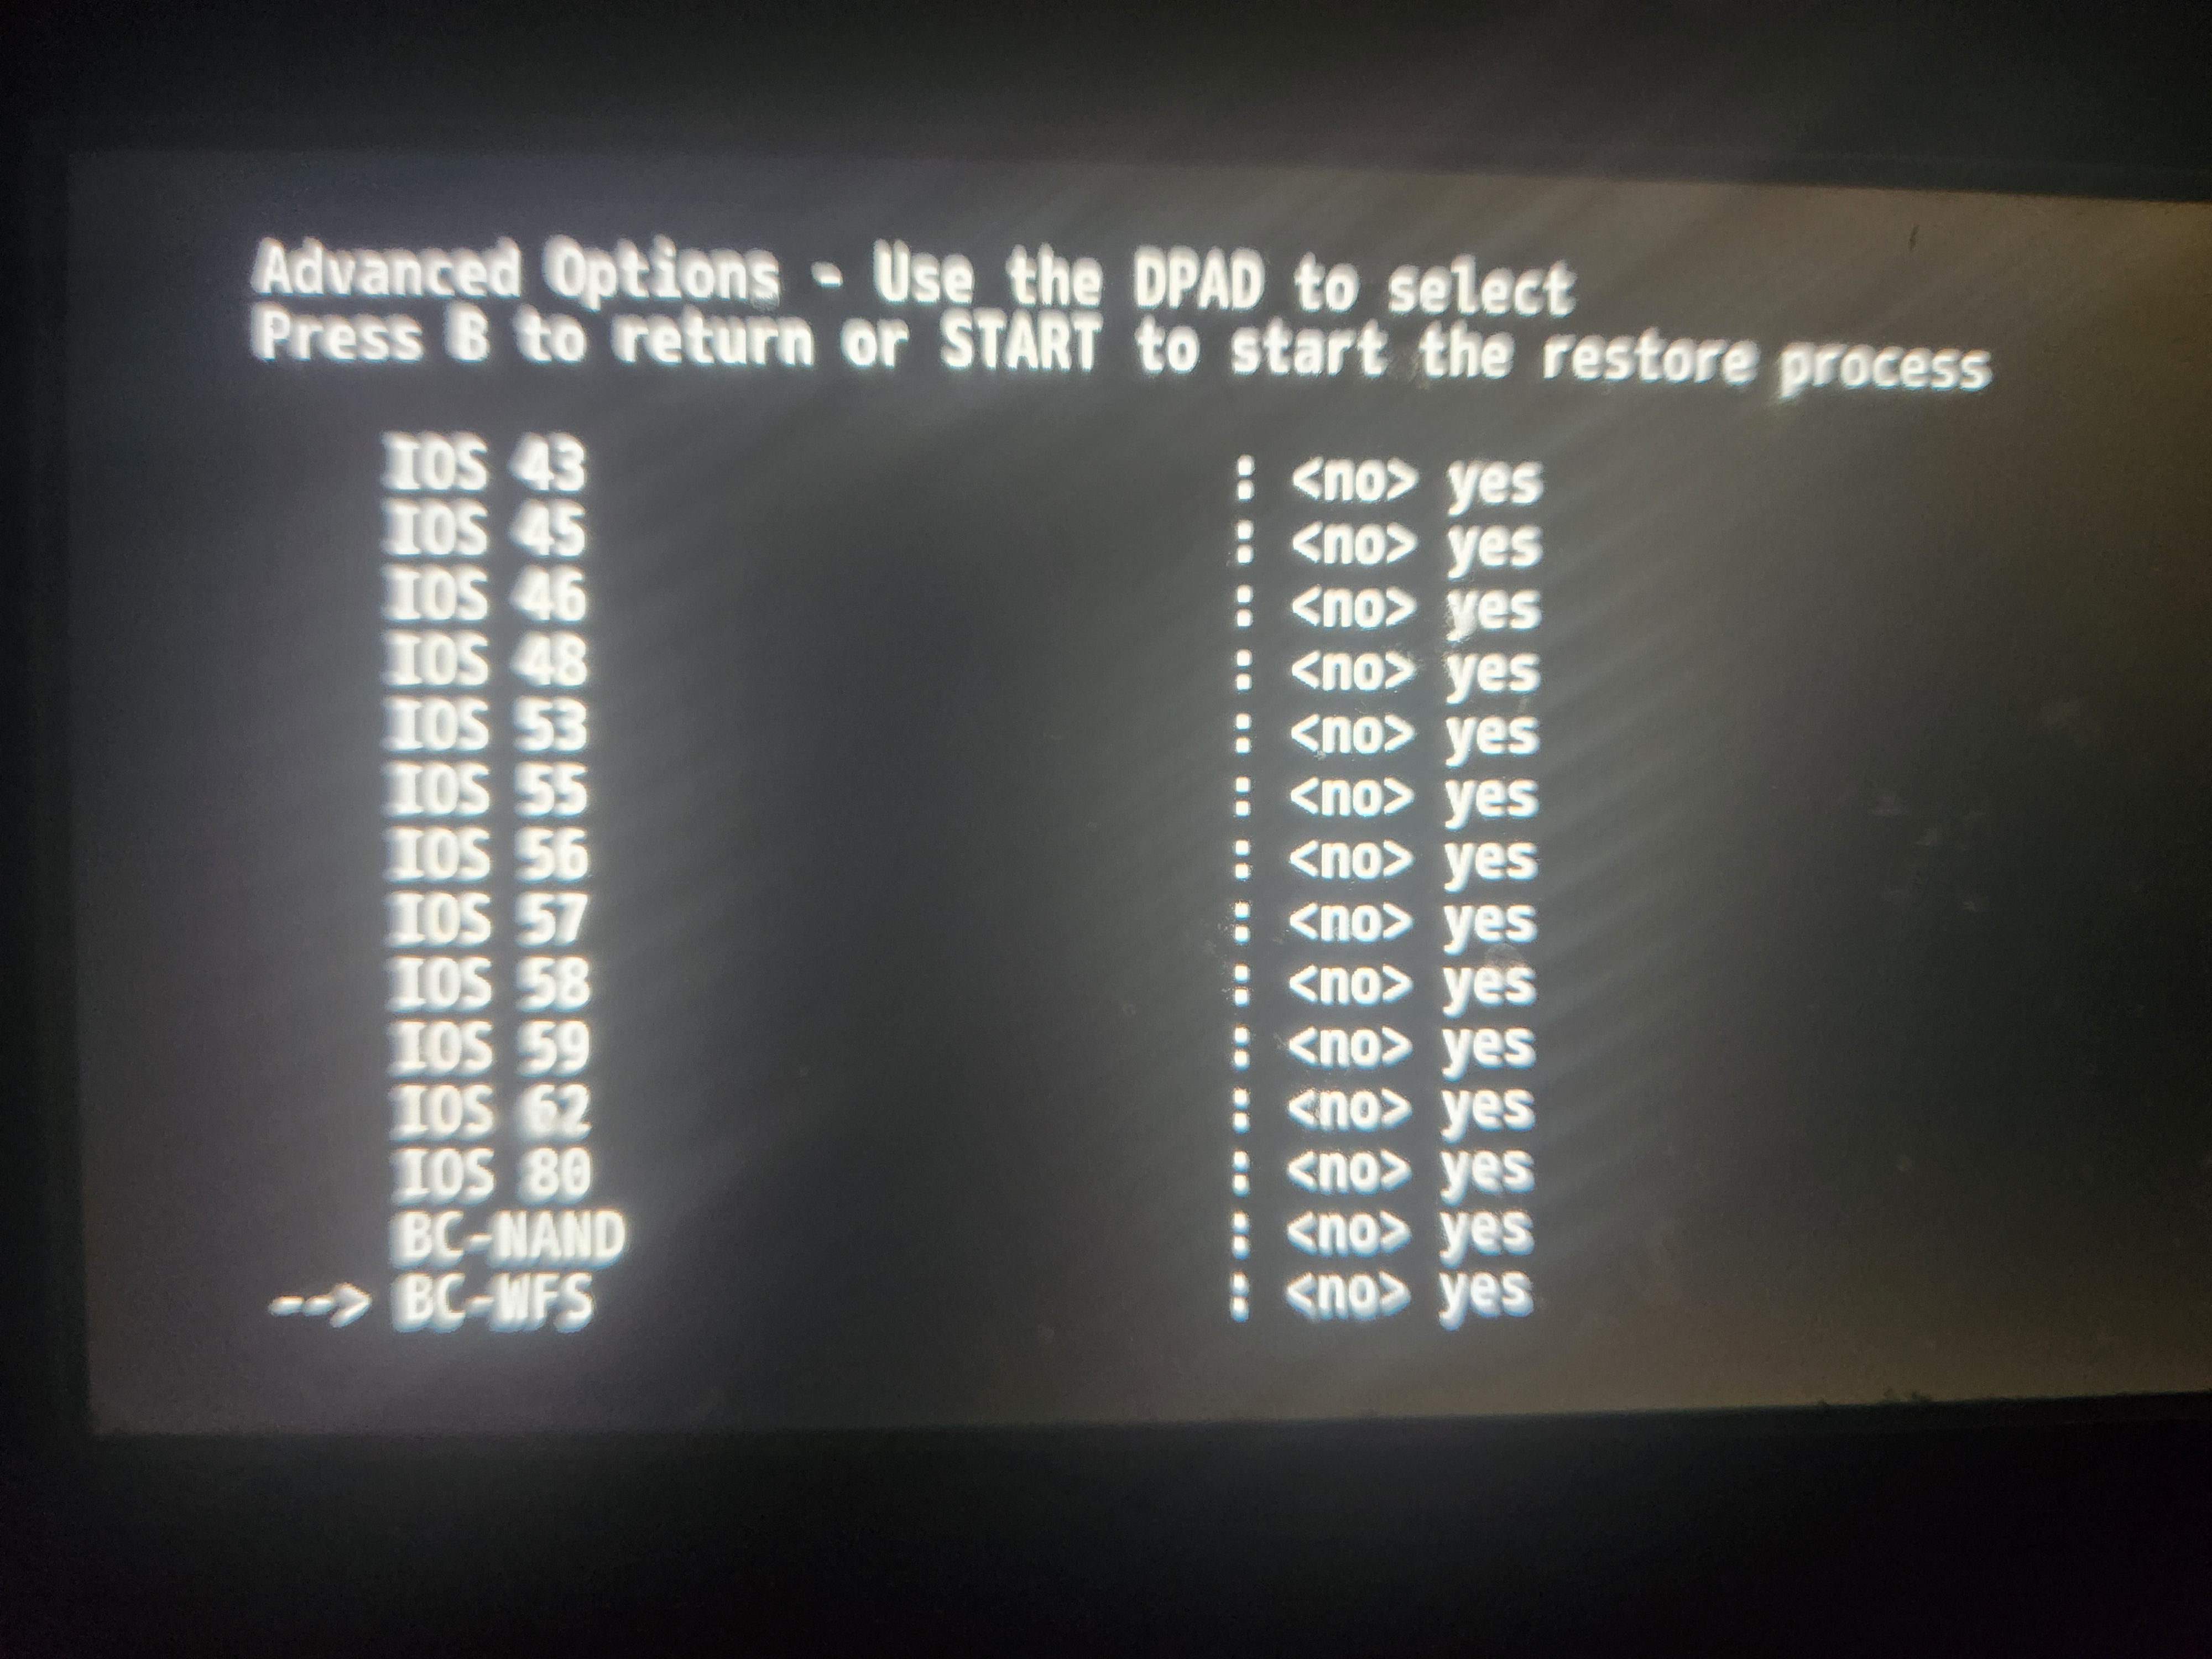 Advanced Options - Use the DPAD to select
Press B to return or START to start the restore process
IOS 43 : <no> yes
IOS 45 : <no> yes
IOS 46 : <no> yes
IOS 48 : <no> yes
IOS 53 : <no> yes
IOS 55 : <no> yes
IOS 56 : <no> yes
IOS 57 : <no> yes
IOS 58 : <no> yes
IOS 59 : <no> yes
IOS 62 : <no> yes
IOS 80 : <no> yes
BC-NAND : <no> yes
--> BC-WFS : <no> yes